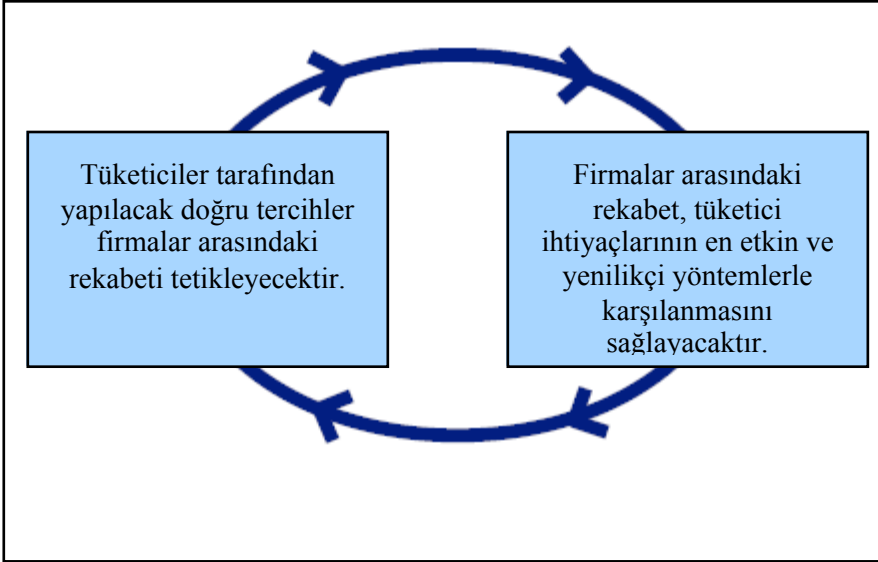 Tüketiciler tarafından
yapılacak doğru tercihler
firmalar arasındaki
rekabeti tetikleyecektir.
Firmalar arasındaki
rekabet, tüketici
ihtiyaçlarının en etkin ve
yenilikçi yöntemlerle
karşılanmasını
sağlayacaktır.